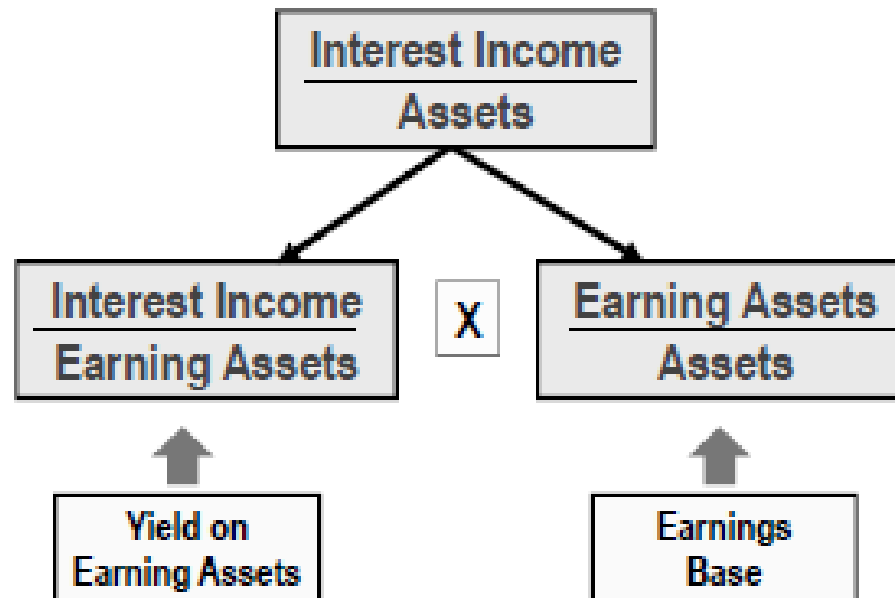 Interest Income
Assets
Interest Income
Earning Assets
X
Earning Assets
Assets
Yield on
Earning Assets
Earnings
Base